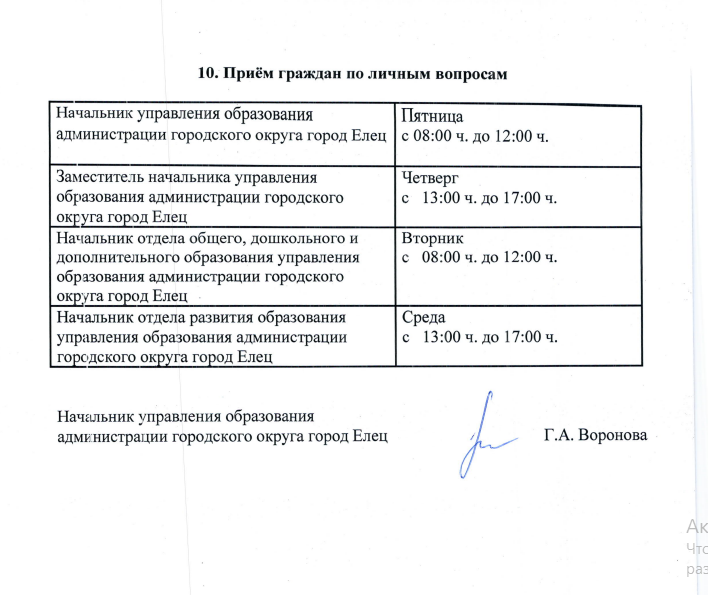 10. Приём граждан по личным вопросам
Начальник управления образования
администрации городского округа город Елец
Пятница
с 08:00 ч. до 12:00 ч.
Заместитель начальника управления
образования администрации городского
округа город Елец
Четверг
с 13:00 ч. до 17:00 ч.
Начальник отдела общего, дошкольного и
дополнительного образования управления
образования администрации городского
округа город Елец
Вторник
с 08:00 ч. до 12:00 ч.
Начальник отдела развития образования
управления образования администрации
городского округа город Елец
Среда
с 13:00 ч. до 17:00 ч.
Начальник управления образования
администрации городского округа город Елец
Г.А. Воронова
Ак
Что
раз